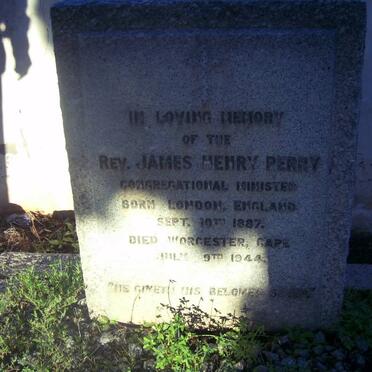 IN LOVING MEMORY
OF THE
REV. JAMES HENRY PERRY
CONGREGATIONAL MINISTER
BORN LONDON, ENGLAND
SEPT. 10TH 1887.
DIED WORCESTER, CAPE
JULY 9TH 1944.
"HE GIVETH HIS BELOVED SLEEP"